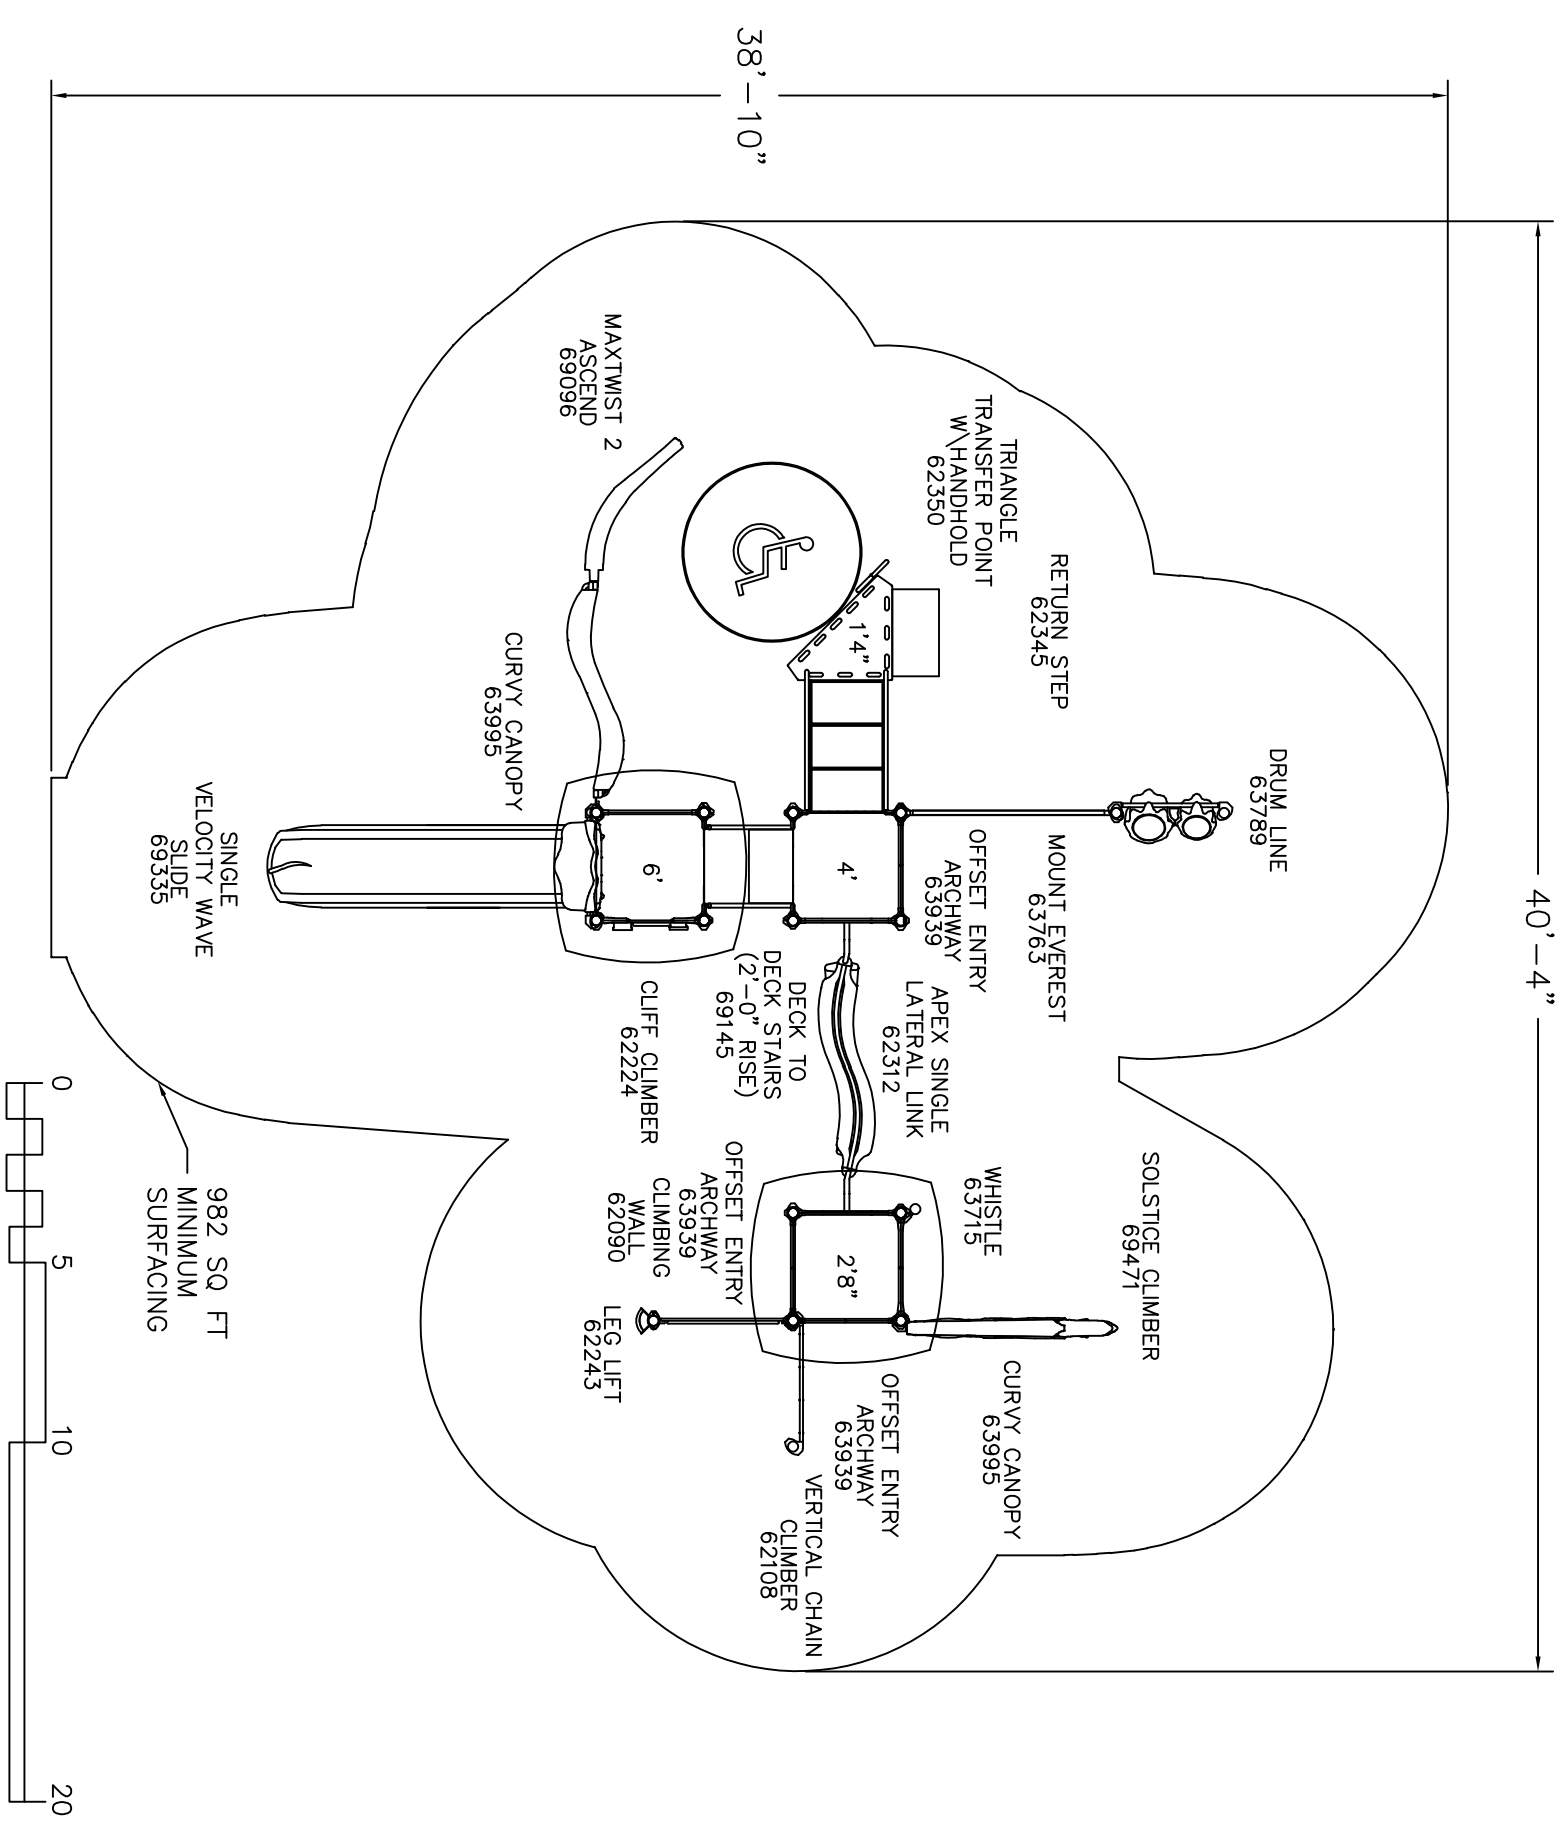 40'-4"
38'-10"
DRUM LINE
63789
SOLSTICE CLIMBER
69471
RETURN STEP
62345
MOUNT EVEREST
63763
TRIANGLE
TRANSFER POINT
W\HANDHOLD
62350
OFFSET ENTRY
ARCHWAY
63939
WHISTLE
63715
CURVY CANOPY
63995
APEX SINGLE
LATERAL LINK
62312
OFFSET ENTRY
ARCHWAY
63939
1'4"
4'
2'8"
VERTICAL CHAIN
CLIMBER
62108
DECK TO
DECK STAIRS
(2'-0" RISE)
69145
OFFSET ENTRY
ARCHWAY
63939
MAXTWIST 2
ASCEND
69096
6'
CLIFF CLIMBER
62224
CLIMBING
WALL
62090
LEG LIFT
62243
CURVY CANOPY
63995
SINGLE
VELOCITY WAVE
SLIDE
69335
982 SQ FT
MINIMUM
SURFACING
0 5 10 20